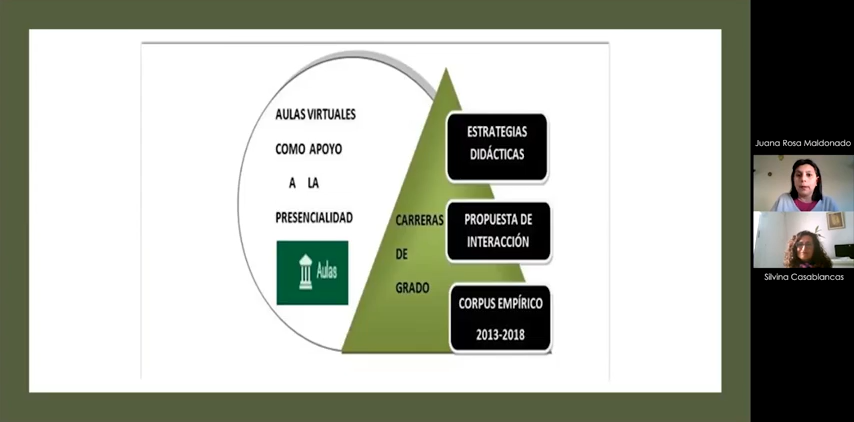 AULAS VIRTUALES
COMO APOYO
A LA
PRESENCIALIDAD
Aulas
CARRERAS
DE
GRADO
ESTRATEGIAS
DIDÁCTICAS
PROPUESTA DE
INTERACCIÓN
CORPUS EMPÍRICO
2013-2018
Juana Rosa Maldonado
Silvina Casablancas